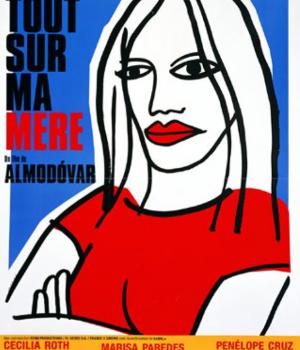 TOUT
SUR
MA
MERE
Un film de
ALMODÓVAR
CECILIA ROTH MARISA PAREDES PENÉLOPE CRUZ